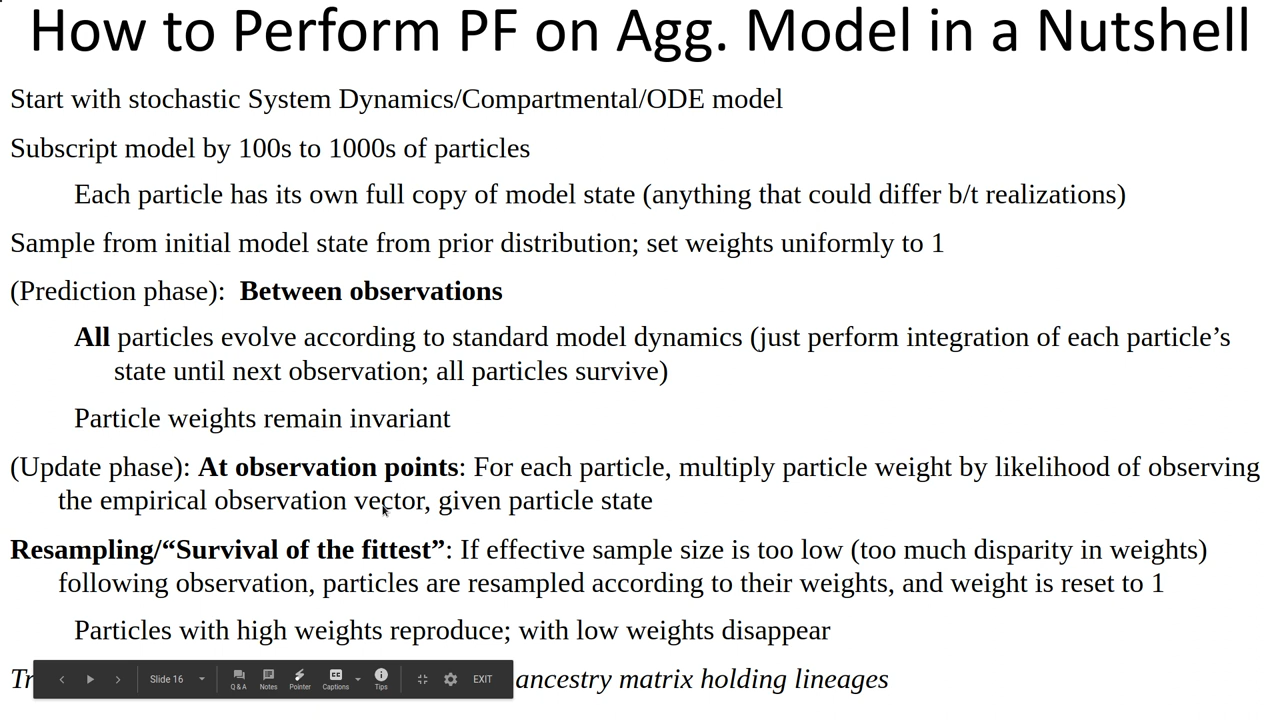 How to Perform PF on Agg. Model in a Nutshell
Start with stochastic System Dynamics/Compartmental/ODE model
Subscript model by 100s to 1000s of particles
Each particle has its own full copy of model state (anything that could differ b/t realizations)
Sample from initial model state from prior distribution; set weights uniformly to 1
(Prediction phase):  Between observations
All particles evolve according to standard model dynamics (just perform integration of each particle’s
state until next observation; all particles survive)
Particle weights remain invariant
(Update phase): At observation points: For each particle, multiply particle weight by likelihood of observing
the empirical observation vector, given particle state
Resampling/“Survival of the fittest”: If effective sample size is too low (too much disparity in weights)
following observation, particles are resampled according to their weights, and weight is reset to 1
Particles with high weights reproduce; with low weights disappear
ancestry matrix holding lineages
Slide 16
Q & A Notes Pointer Captions Tips EXIT